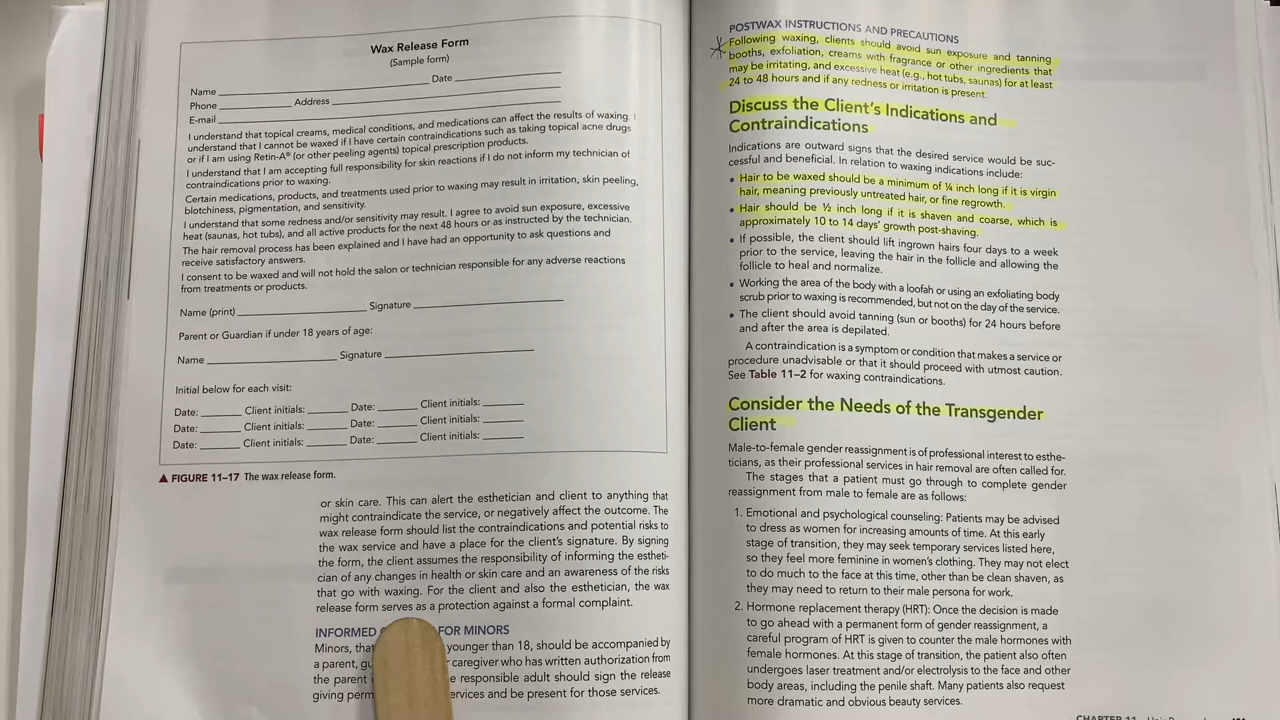 Wax Release Form
(Sample form)
Name Date
Phone Address
E-mail
I understand that topical creams, medical conditions, and medications can affect the results of waxing. I
understand that I cannot be waxed if I have certain contraindications such as taking topical acne drugs
or if I am using Retin-A® (or other peeling agents) topical prescription products.
I understand that I am accepting full responsibility for skin reactions if I do not inform my technician of
contraindications prior to waxing.
Certain medications, products, and treatments used prior to waxing may result in irritation, skin peeling,
blotchiness, pigmentation, and sensitivity.
I understand that some redness and/or sensitivity may result. I agree to avoid sun exposure, excessive
heat (saunas, hot tubs), and all active products for the next 48 hours or as instructed by the technician.
The hair removal process has been explained and I have had an opportunity to ask questions and
receive satisfactory answers.
I consent to be waxed and will not hold the salon or technician responsible for any adverse reactions
from treatments or products.
Name (print) Signature
Parent or Guardian if under 18 years of age:
Name Signature
Initial below for each visit:
Date: Client initials: Date: Client initials:
Date: Client initials: Date: Client initials:
Date: Client initials: Date: Client initials:
▲ FIGURE 11–17 The wax release form.
or skin care. This can alert the esthetician and client to anything that
might contraindicate the service, or negatively affect the outcome. The
wax release form should list the contraindications and potential risks to
the wax service and have a place for the client's signature. By signing
the form, the client assumes the responsibility of informing the estheti-
cian of any changes in health or skin care and an awareness of the risks
that go with waxing. For the client and also the esthetician, the wax
release form serves as a protection against a formal complaint.
INFORMED FOR MINORS
Minors, that younger than 18, should be accompanied by
a parent, caregiver who has written authorization from
the parent responsible adult should sign the release
giving and be present for those services.
POSTWAX INSTRUCTIONS AND PRECAUTIONS
Following waxing, clients should avoid sun exposure and tanning
booths, exfoliation, creams with fragrance or other ingredients that
may be irritating, and excessive heat (e.g., hot tubs, saunas) for at least
24 to 48 hours and if any redness or irritation is present.
Discuss the Client's Indications and
Contraindications
Indications are outward signs that the desired service would be suc-
cessful and beneficial. In relation to waxing indications include:
• Hair to be waxed should be a minimum of ¼ inch long if it is virgin
hair, meaning previously untreated hair, or fine regrowth.
• Hair should be ½ inch long if it is shaven and coarse, which is
approximately 10 to 14 days' growth post-shaving.
• If possible, the client should lift ingrown hairs four days to a week
prior to the service, leaving the hair in the follicle and allowing the
follicle to heal and normalize.
• Working the area of the body with a loofah or using an exfoliating body
scrub prior to waxing is recommended, but not on the day of the service.
• The client should avoid tanning (sun or booths) for 24 hours before
and after the area is depilated.
A contraindication is a symptom or condition that makes a service or
procedure unadvisable or that it should proceed with utmost caution.
See Table 11–2 for waxing contraindications.
Consider the Needs of the Transgender
Client
Male-to-female gender reassignment is of professional interest to esthe-
ticians, as their professional services in hair removal are often called for.
The stages that a patient must go through to complete gender
reassignment from male to female are as follows:
1. Emotional and psychological counseling: Patients may be advised
to dress as women for increasing amounts of time. At this early
stage of transition, they may seek temporary services listed here,
so they feel more feminine in women's clothing. They may not elect
to do much to the face at this time, other than be clean shaven, as
they may need to return to their male persona for work.
2. Hormone replacement therapy (HRT): Once the decision is made
to go ahead with a permanent form of gender reassignment, a
careful program of HRT is given to counter the male hormones with
female hormones. At this stage of transition, the patient also often
undergoes laser treatment and/or electrolysis to the face and other
body areas, including the penile shaft. Many patients also request
more dramatic and obvious beauty services.
CHAPTER 11